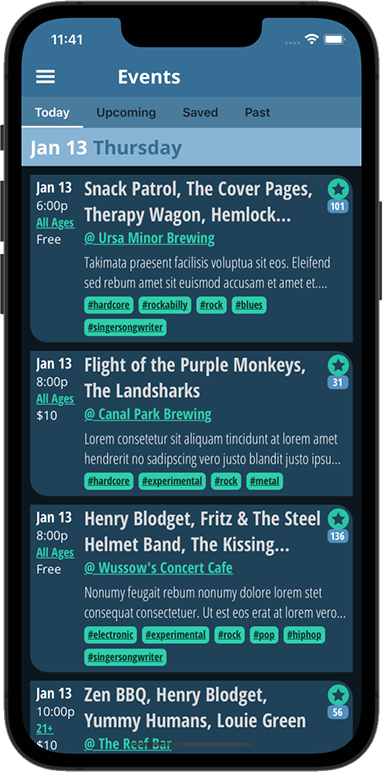 11:41
Events
Today Upcoming Saved Past
Jan 13 Thursday
Jan 13
6:00p
All Ages
Free
Snack Patrol, The Cover Pages,
Therapy Wagon, Hemlock...
@ Ursa Minor Brewing
Takimata praesent facilisis voluptua sit eos. Eleifend
sed rebum amet sit euismod accusam et amet et....
#hardcore #rockabilly #rock #blues
#singersongwriter
101
Jan 13
8:00p
All Ages
$10
Flight of the Purple Monkeys,
The Landsharks
@ Canal Park Brewing
Lorem consetetur sit aliquam tincidunt at lorem amet
hendrerit no sadipscing vero justo blandit justo ipsu...
#hardcore #experimental #rock #metal
31
Jan 13
8:00p
All Ages
Free
Henry Blodget, Fritz & The Steel
Helmet Band, The Kissing...
@ Wussow's Concert Cafe
Nonumy feugait rebum nonumy dolore lorem stet
consequat consectetuer. Ut est eos erat at lorem vero...
#electronic #experimental #rock #pop #hiphop
#singersongwriter
136
Jan 13
10:00p
21+
$10
Zen BBQ, Henry Blodget,
Yummy Humans, Louie Green
@ The Reef Bar
56